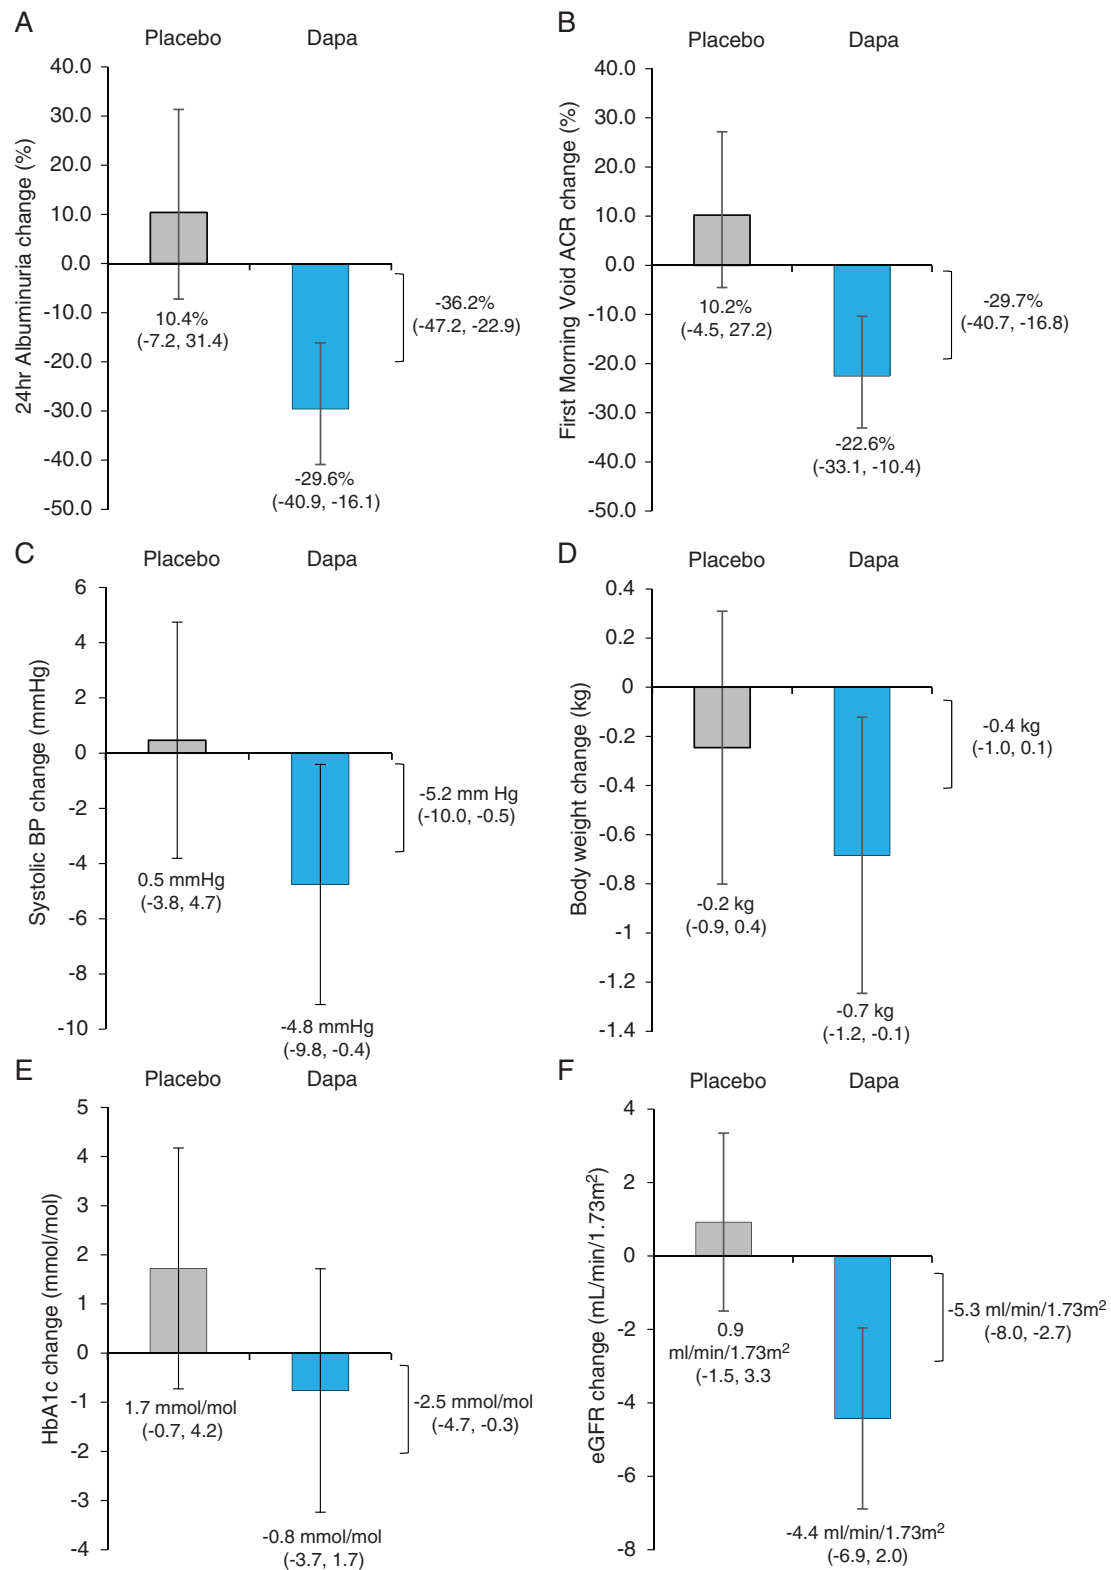 A
Placebo Dapa
24hr Albuminuria change (%)
40.0
30.0
20.0
10.0
0.0
-10.0
-20.0
-30.0
-40.0
-50.0
10.4%
(-7.2, 31.4)
-29.6%
(-40.9, -16.1)
-36.2%
(-47.2, -22.9)
B
Placebo Dapa
First Morning Void ACR change (%)
40.0
30.0
20.0
10.0
0.0
-10.0
-20.0
-30.0
-40.0
-50.0
10.2%
(-4.5, 27.2)
-22.6%
(-33.1, -10.4)
-29.7%
(-40.7, -16.8)
C
Placebo Dapa
Systolic BP change (mmHg)
6
4
2
0
-2
-4
-6
-8
-10
0.5 mmHg
(-3.8, 4.7)
-4.8 mmHg
(-9.8, -0.4)
-5.2 mm Hg
(-10.0, -0.5)
D
Placebo Dapa
Body weight change (kg)
0.4
0.2
0
-0.2
-0.4
-0.6
-0.8
-1
-1.2
-1.4
-0.2 kg
(-0.9, 0.4)
-0.7 kg
(-1.2, -0.1)
-0.4 kg
(-1.0, 0.1)
E
Placebo Dapa
HbA1c change (mmol/mol)
5
4
3
2
1
0
-1
-2
-3
-4
1.7 mmol/mol
(-0.7, 4.2)
-0.8 mmol/mol
(-3.7, 1.7)
-2.5 mmol/mol
(-4.7, -0.3)
F
Placebo Dapa
eGFR change (mL/min/1.73m²)
4
2
0
-2
-4
-6
-8
0.9
ml/min/1.73m²
(-1.5, 3.3
-4.4 ml/min/1.73m²
(-6.9, 2.0)
-5.3 ml/min/1.73m²
(-8.0, -2.7)